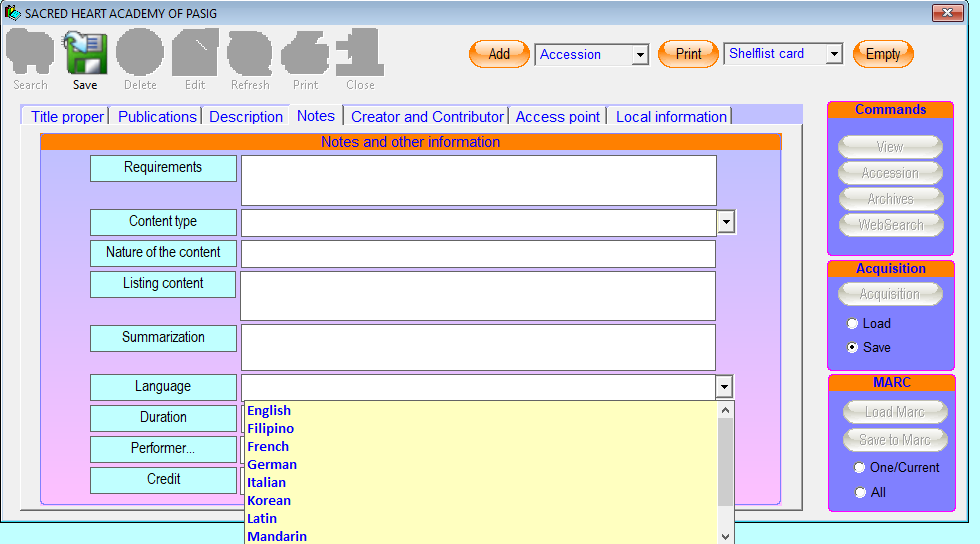 SACRED HEART ACADEMY OF PASIG
Search Save Delete Edit Refresh Print Close
Add Accession Print Shelflist card Empty
Title proper Publications Description Notes Creator and Contributor Access point Local information
Notes and other information
Requirements
Content type
Nature of the content
Listing content
Summarization
Language
English
Filipino
French
German
Italian
Korean
Latin
Mandarin
Duration
Performer...
Credit
Commands
View
Accession
Archives
WebSearch
Acquisition
Acquisition
Load
Save
MARC
Load Marc
Save to Marc
One/Current
All